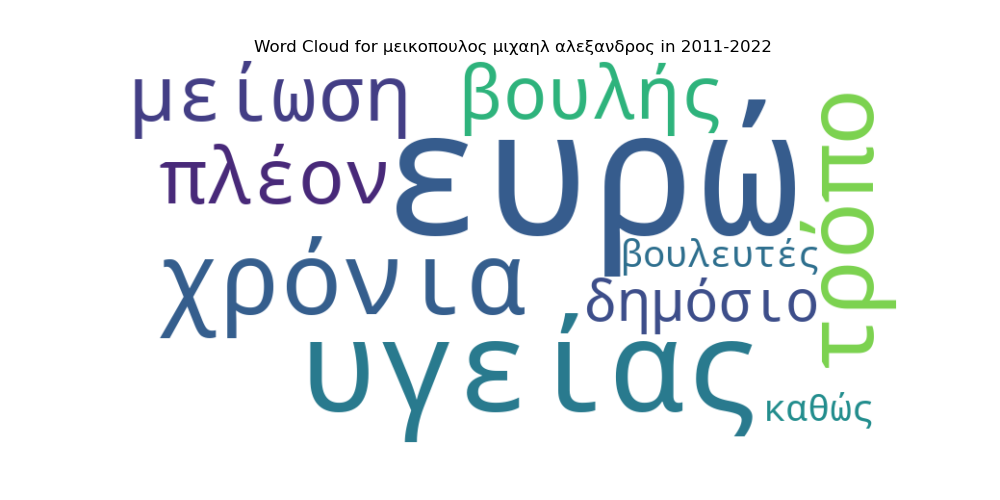 Word Cloud for μεικοπουλος μιχαηλ αλεξανδρος in 2011-2022
μείωση
βουλής
πλέον
ευρώ
τρόπο
χρόνια
βουλευτές
δημόσιο
υγείας
καθώς